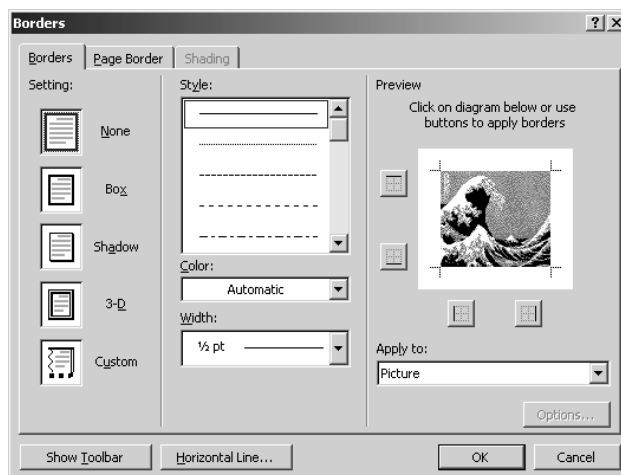 Borders
Borders
Page Border
Shading
Setting:
None
Box
Shadow
3-D
Custom
Style:
Color:
Automatic
Width:
½ pt
Preview
Click on diagram below or use
buttons to apply borders
Apply to:
Picture
Options...
Show Toolbar
Horizontal Line...
OK
Cancel